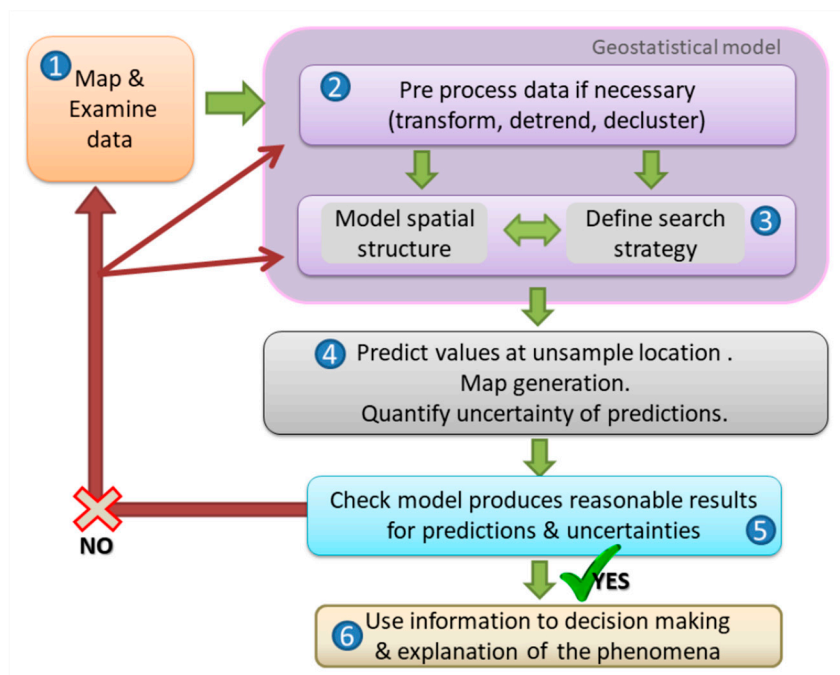 Geostatistical model
1 Map &
Examine
data
2 Pre process data if necessary
(transform, detrend, decluster)
Model spatial
structure
Define search
strategy
3
4 Predict values at unsample location .
Map generation.
Quantify uncertainty of predictions.
Check model produces reasonable results
for predictions & uncertainties 5
NO
YES
6 Use information to decision making
& explanation of the phenomena